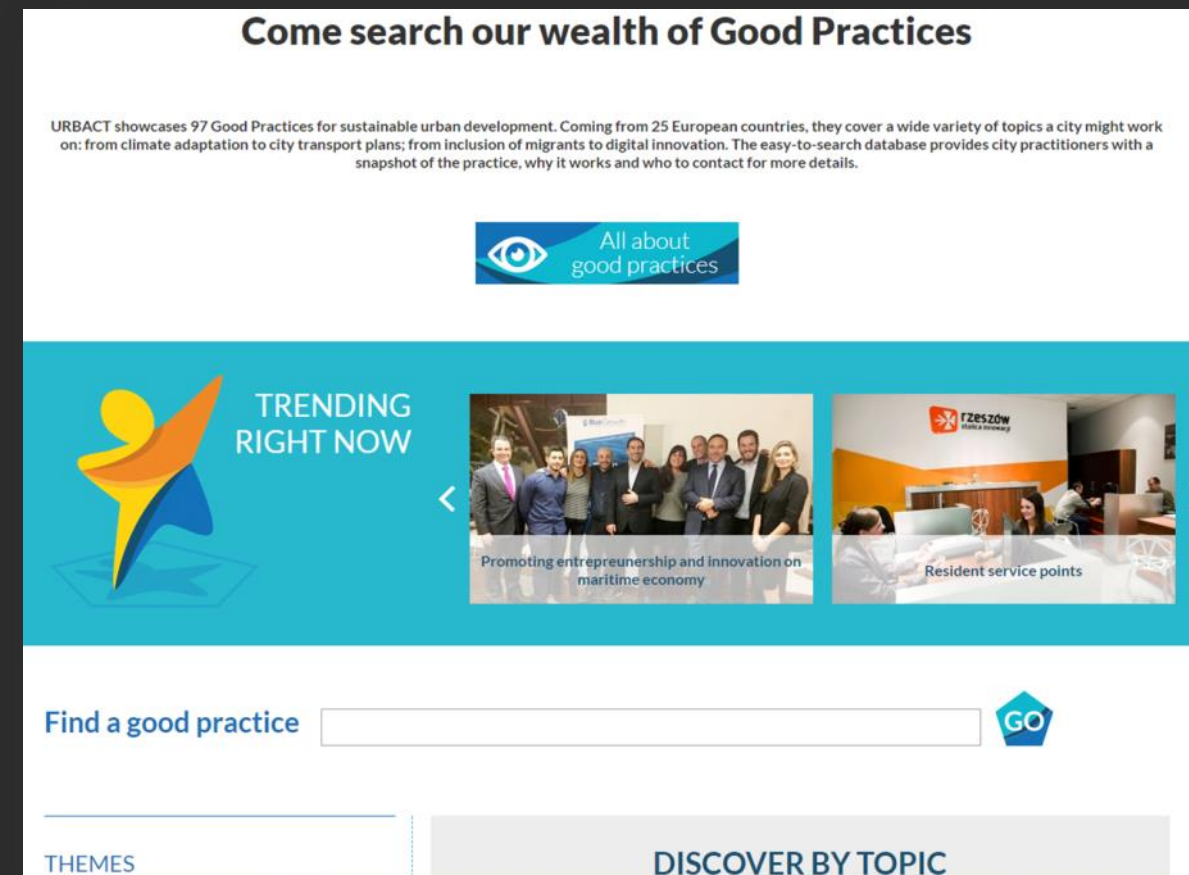 Come search our wealth of Good Practices
URBACT showcases 97 Good Practices for sustainable urban development. Coming from 25 European countries, they cover a wide variety of topics a city might work
on: from climate adaptation to city transport plans; from inclusion of migrants to digital innovation. The easy-to-search database provides city practitioners with a
snapshot of the practice, why it works and who to contact for more details.
All about
good practices
TRENDING
RIGHT NOW
Promoting entrepreunership and innovation on
maritime economy
rzeszów
Resident service points
Find a good practice
GO
THEMES
DISCOVER BY TOPIC